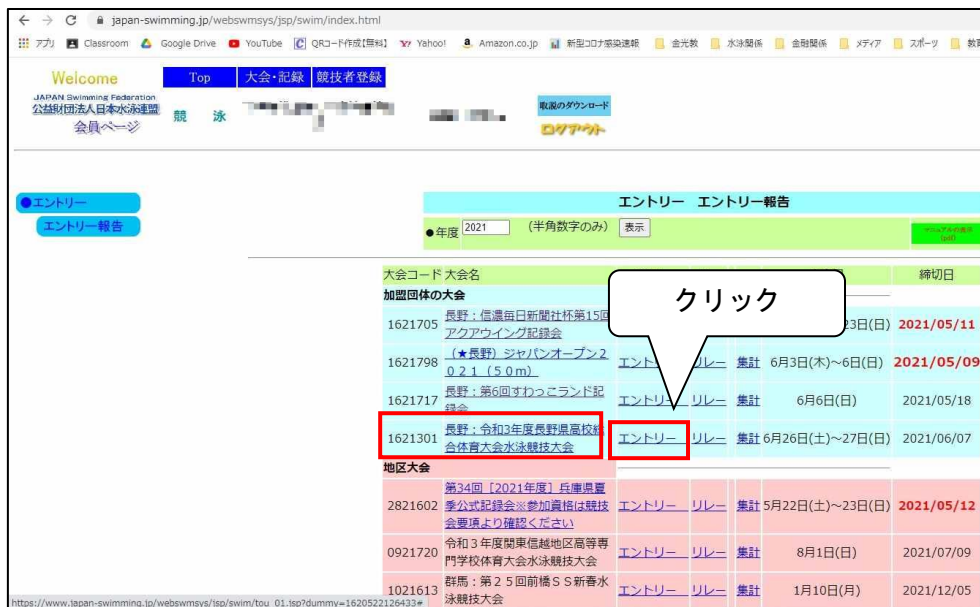 japan-swimming.jp/webswmsys/jsp/swim/index.html
アプリ Classroom Google Drive YouTube QRコード作成【無料】 Yahoo! Amazon.co.jp 新型コロナ感染速報 金光教 水泳関係 金融関係 メディア スポーツ 教育
Welcome Top 大会・記録 競技者登録
JAPAN Swimming Federation
公益財団法人日本水泳連盟
会員ページ
競 泳
取説のダウンロード
ログアウト
●エントリー
エントリー報告
エントリー エントリー報告
●年度 2021 (半角数字のみ) 表示
マニュアルの表示
(pdf)
大会コード 大会名 締切日
クリック
加盟団体の大会
1621705 長野：信濃毎日新聞社杯第15回
アクアウイング記録会 23日(日) 2021/05/11
1621798 （★長野）ジャパンオープン２
０２１（５０ｍ） エント リレー 集計 6月3日(木)～6日(日) 2021/05/09
1621717 長野：第6回すわっこランド記
録会 エントリー リレー 集計 6月6日(日) 2021/05/18
1621301 長野：令和3年度長野県高校総
合体育大会水泳競技大会 エントリー リレー 集計 6月26日(土)～27日(日) 2021/06/07
地区大会
2821602 第34回［2021年度］兵庫県夏
季公式記録会※参加資格は競技
会要項より確認ください エントリー リレー 集計 5月22日(土)～23日(日) 2021/05/12
0921720 令和３年度関東信越地区高等専
門学校体育大会水泳競技大会 エントリー リレー 集計 8月1日(日) 2021/07/09
1021613 群馬：第２５回前橋ＳＳ新春水
泳競技大会 エントリー リレー 集計 1月10日(月) 2021/12/05
https://www.japan-swimming.jp/webswmsys/jsp/swim/tou_01.jsp?dummy=1620522126433#